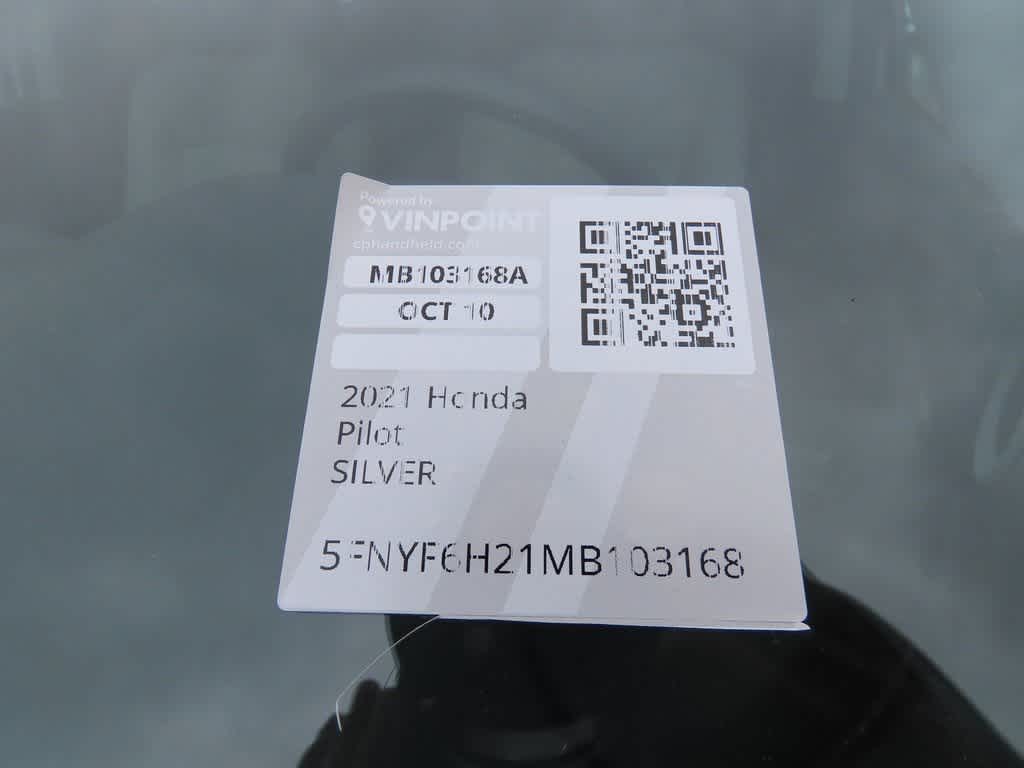 Powered by
VINPOINT
cphandheld.com
MB103168A
OCT 10
2021 Honda
Pilot
SILVER
5FNYF6H21MB103168